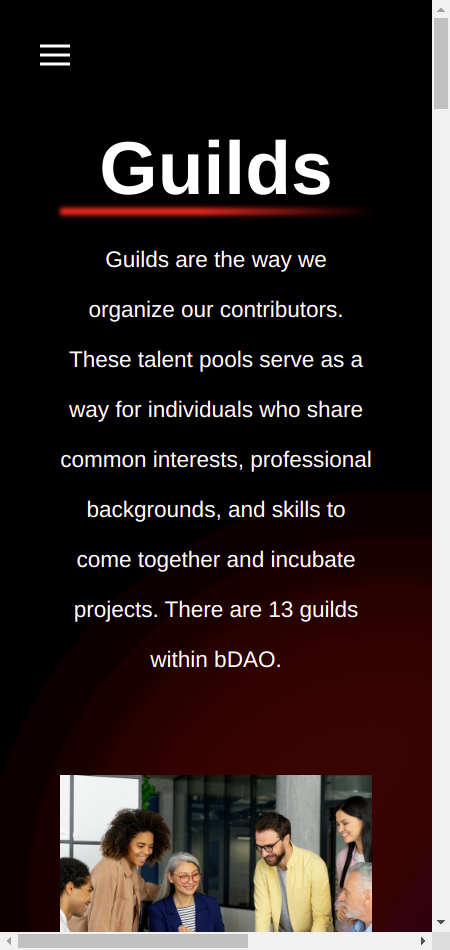 Guilds
Guilds are the way we
organize our contributors.
These talent pools serve as a
way for individuals who share
common interests, professional
backgrounds, and skills to
come together and incubate
projects. There are 13 guilds
within bDAO.